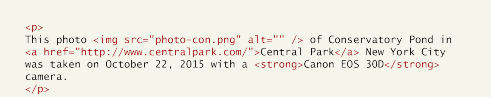 <p>
This photo <img src="photo-con.png" alt="" /> of Conservatory Pond in
<a href="http://www.centralpark.com/">Central Park</a> New York City
was taken on October 22, 2015 with a <strong>Canon EOS 30D</strong>
camera.
</p>